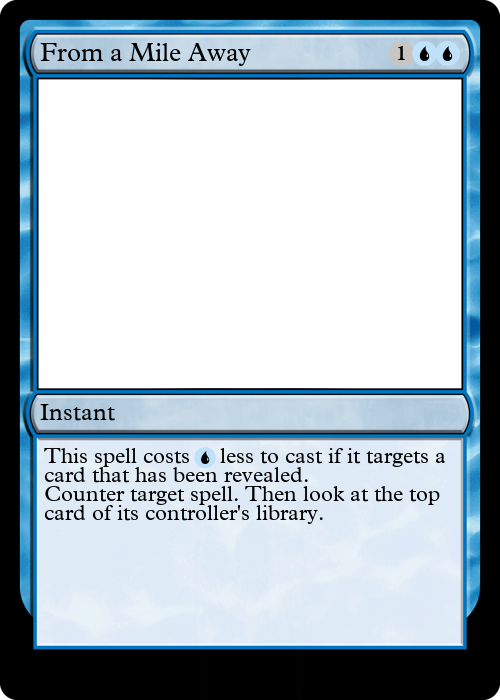 From a Mile Away 1
Instant
This spell costs less to cast if it targets a
card that has been revealed.
Counter target spell. Then look at the top
card of its controller's library.